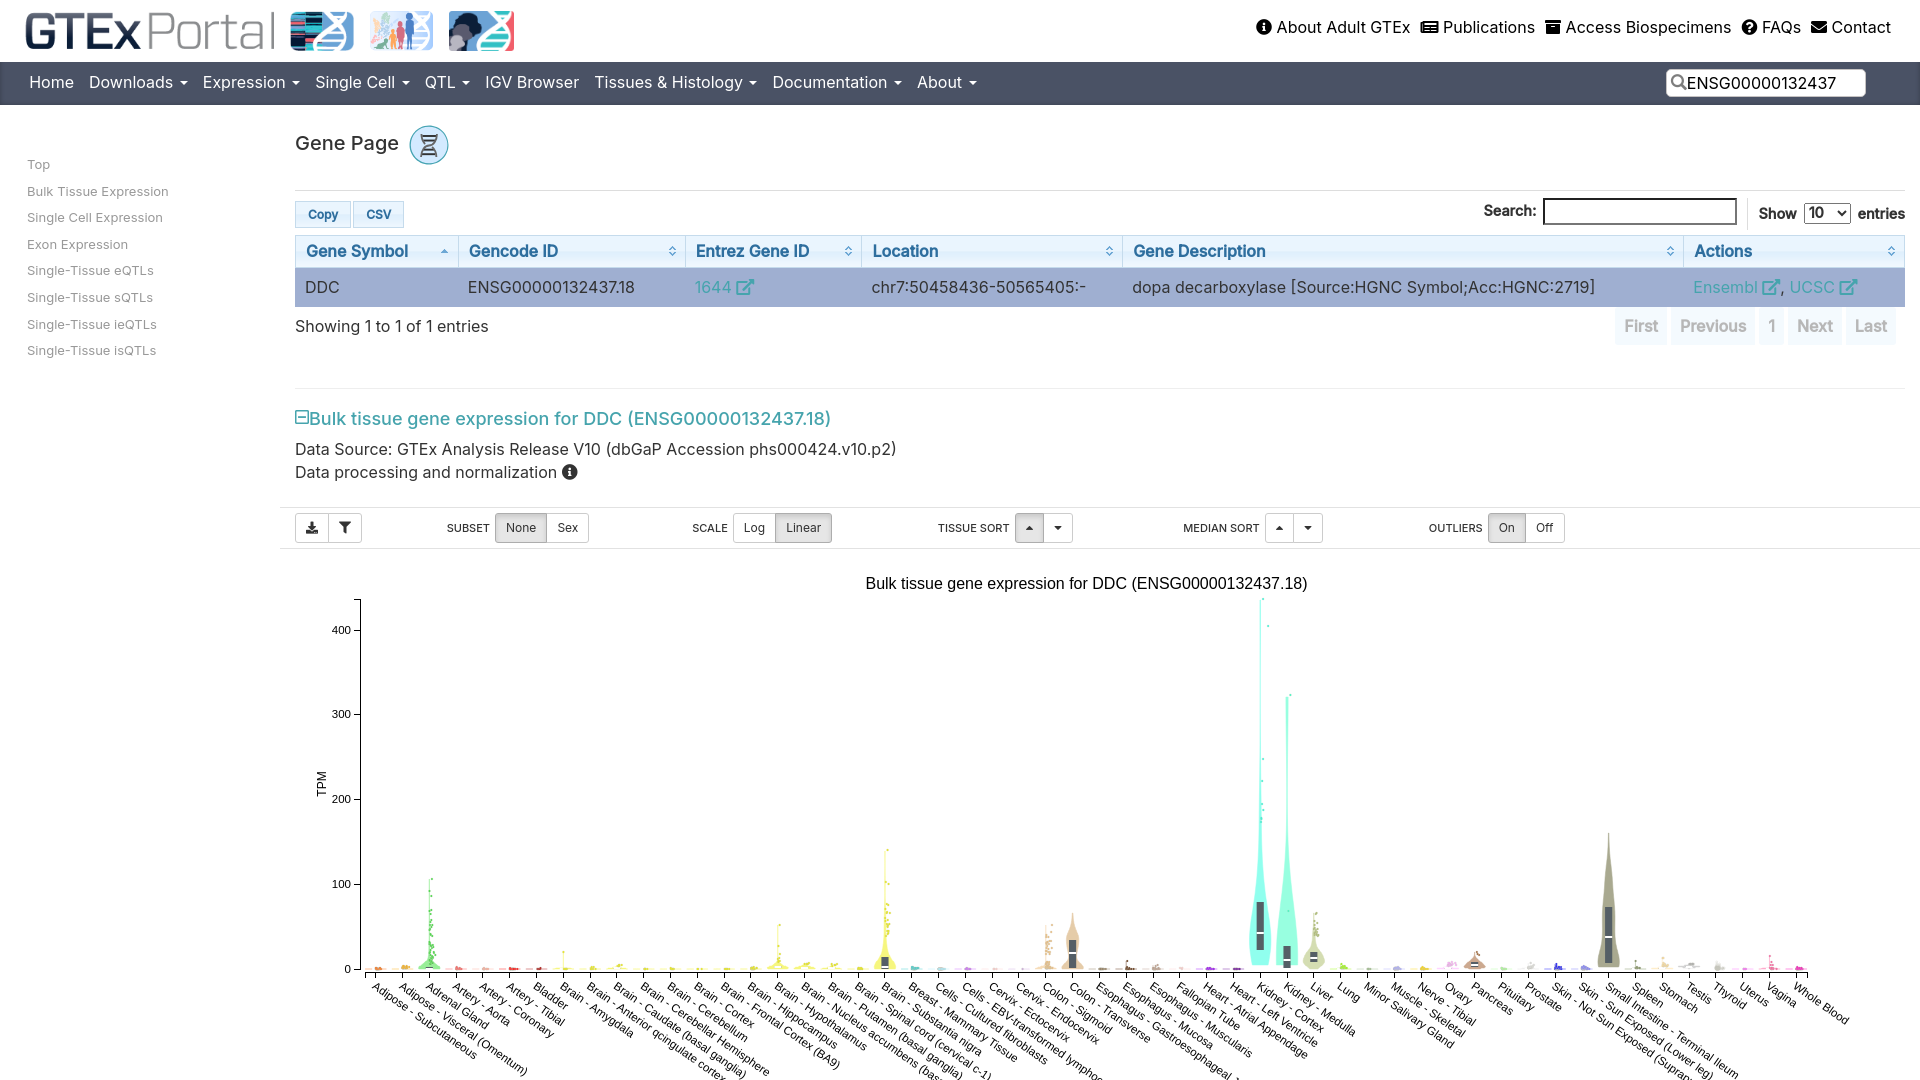 GTEx Portal
About Adult GTEx Publications Access Biospecimens FAQs Contact
Home Downloads Expression Single Cell QTL IGV Browser Tissues & Histology Documentation About ENSG00000132437
Gene Page
Top
Bulk Tissue Expression
Single Cell Expression
Exon Expression
Single-Tissue eQTLs
Single-Tissue sQTLs
Single-Tissue ieQTLs
Single-Tissue isQTLs
Copy CSV Search: Show 10 entries
Gene Symbol Gencode ID Entrez Gene ID Location Gene Description Actions
DDC ENSG00000132437.18 1644 chr7:50458436-50565405:- dopa decarboxylase [Source:HGNC Symbol;Acc:HGNC:2719] Ensembl , UCSC
Showing 1 to 1 of 1 entries First Previous 1 Next Last
Bulk tissue gene expression for DDC (ENSG00000132437.18)
Data Source: GTEx Analysis Release V10 (dbGaP Accession phs000424.v10.p2)
Data processing and normalization
SUBSET None Sex SCALE Log Linear TISSUE SORT MEDIAN SORT OUTLIERS On Off
Bulk tissue gene expression for DDC (ENSG00000132437.18)
TPM
400
300
200
100
0
Adipose - Subcutaneous
Adipose - Visceral (Omentum)
Adrenal Gland
Artery - Aorta
Artery - Coronary
Artery - Tibial
Bladder
Brain - Amygdala
Brain - Anterior cingulate cortex
Brain - Caudate (basal ganglia)
Brain - Cerebellar Hemisphere
Brain - Cerebellum
Brain - Cortex
Brain - Frontal Cortex (BA9)
Brain - Hippocampus
Brain - Hypothalamus
Brain - Nucleus accumbens (bas
Brain - Putamen (basal ganglia)
Brain - Spinal cord (cervical c-1)
Brain - Substantia nigra
Breast - Mammary Tissue
Cells - Cultured fibroblasts
Cells - EBV-transformed lymphoc
Cervix - Ectocervix
Cervix - Endocervix
Colon - Sigmoid
Colon - Transverse
Esophagus - Gastroesophageal
Esophagus - Mucosa
Esophagus - Muscularis
Fallopian Tube
Heart - Atrial Appendage
Heart - Left Ventricle
Kidney - Cortex
Kidney - Medulla
Liver
Lung
Minor Salivary Gland
Muscle - Skeletal
Nerve - Tibial
Ovary
Pancreas
Pituitary
Prostate
Skin - Not Sun Exposed (Suprap
Skin - Sun Exposed (Lower leg)
Small Intestine - Terminal Ileum
Spleen
Stomach
Testis
Thyroid
Uterus
Vagina
Whole Blood